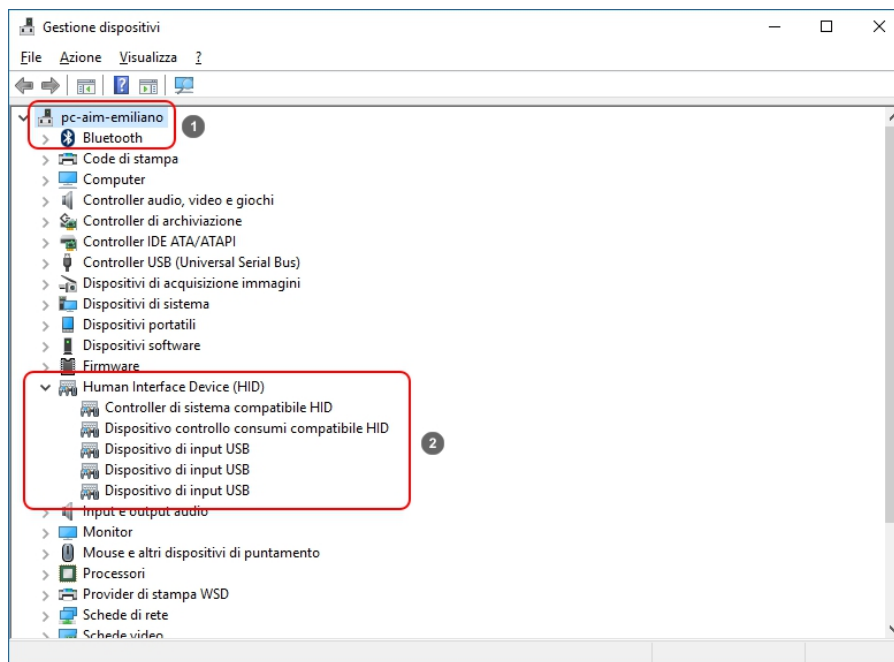 Gestione dispositivi
File Azione Visualizza ?
pc-aim-emiliano
1
Bluetooth
Code di stampa
Computer
Controller audio, video e giochi
Controller di archiviazione
Controller IDE ATA/ATAPI
Controller USB (Universal Serial Bus)
Dispositivi di acquisizione immagini
Dispositivi di sistema
Dispositivi portatili
Dispositivi software
Firmware
Human Interface Device (HID)
Controller di sistema compatibile HID
Dispositivo controllo consumi compatibile HID
2
Dispositivo di input USB
Dispositivo di input USB
Dispositivo di input USB
Input e output audio
Monitor
Mouse e altri dispositivi di puntamento
Processori
Provider di stampa WSD
Schede di rete
Schede video